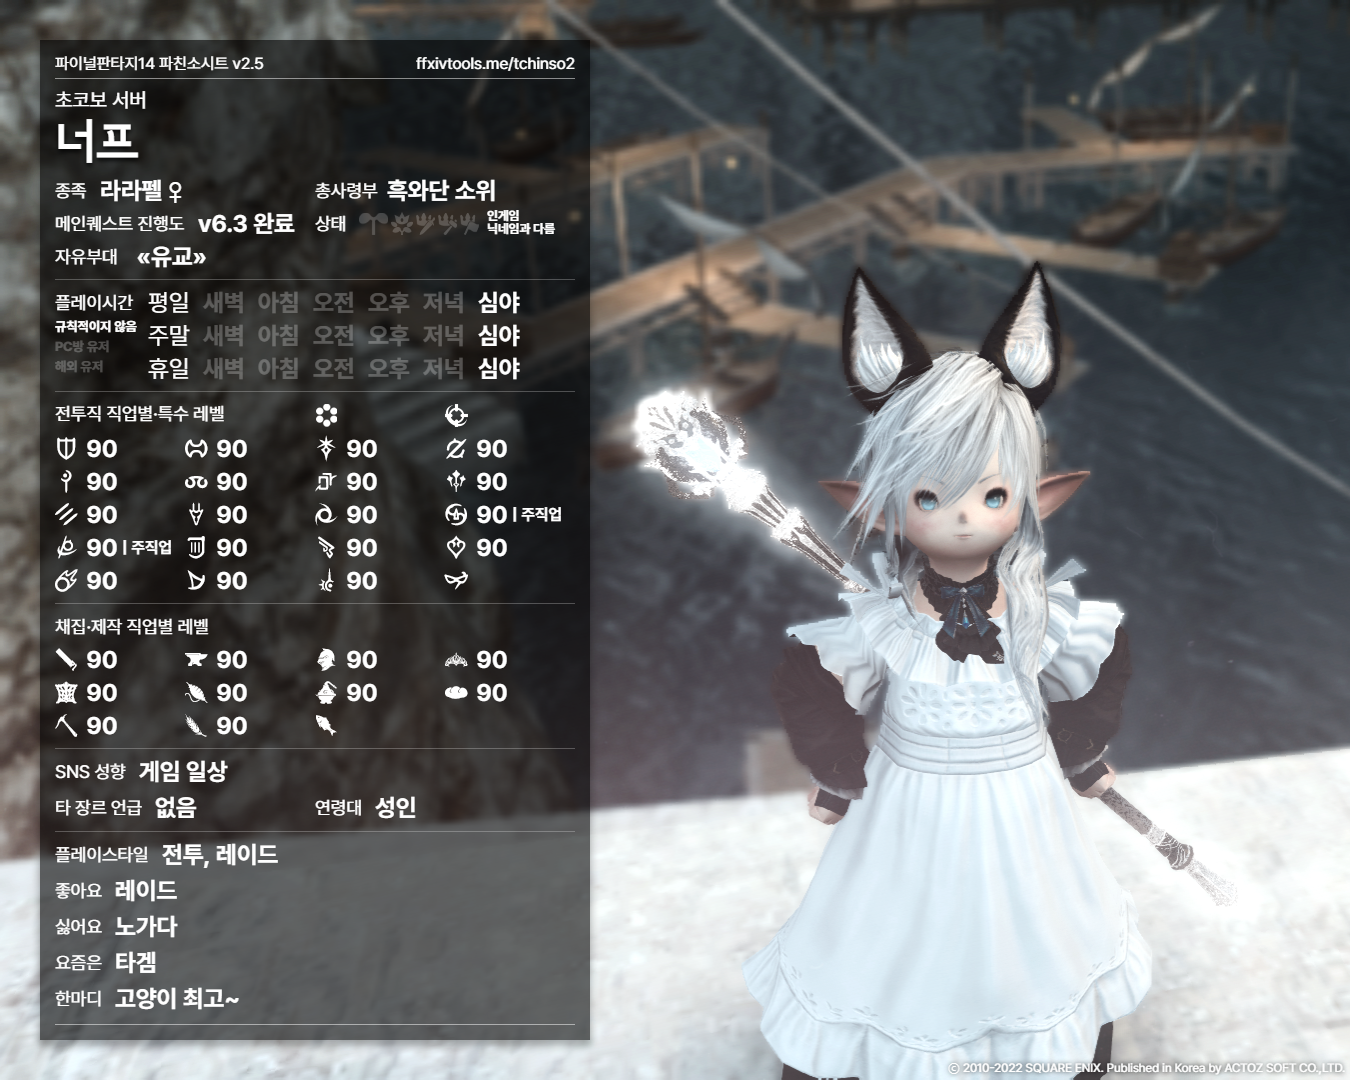 파이널판타지14 파친소시트 v2.5 ffxivtools.me/tchinso2
초코보 서버
너프
종족 라라펠 ♀ 총사령부 흑와단 소위
메인퀘스트 진행도 v6.3 완료 상태 인게임 닉네임과 다름
자유부대 «유교»
플레이시간 평일 새벽 아침 오전 오후 저녁 심야
규칙적이지 않음 주말 새벽 아침 오전 오후 저녁 심야
PC방 유저
해외 유저 휴일 새벽 아침 오전 오후 저녁 심야
전투직 직업별·특수 레벨
90 90 90 90
90 90 90 90
90 90 90 90 | 주직업
90 | 주직업 90 90 90
90 90 90
채집·제작 직업별 레벨
90 90 90 90
90 90 90 90
90 90
SNS 성향 게임 일상
타 장르 언급 없음 연령대 성인
플레이스타일 전투, 레이드
좋아요 레이드
싫어요 노가다
요즘은 타겜
한마디 고양이 최고~
© 2010-2022 SQUARE ENIX. Published in Korea by ACTOZ SOFT CO.,LTD.